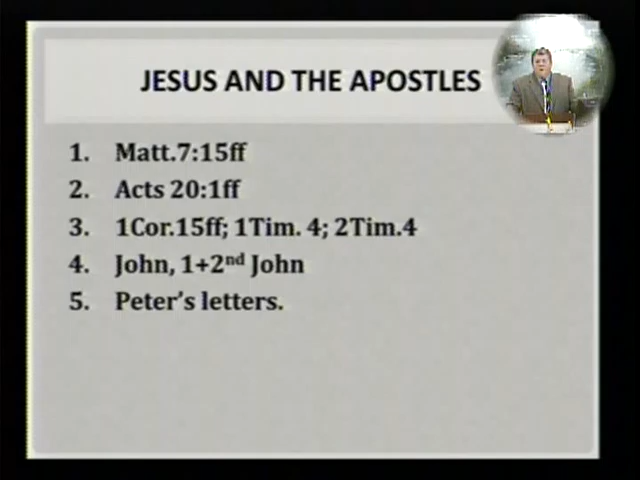 JESUS AND THE APOSTLES
1. Matt.7:15ff
2. Acts 20:1ff
3. 1Cor.15ff; 1Tim. 4; 2Tim.4
4. John, 1+2nd John
5. Peter's letters.